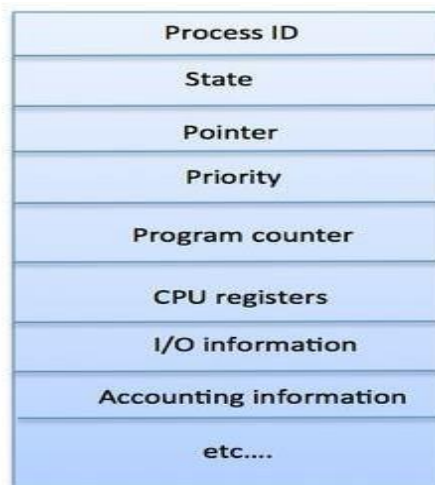 Process ID
State
Pointer
Priority
Program counter
CPU registers
I/O information
Accounting information
etc....